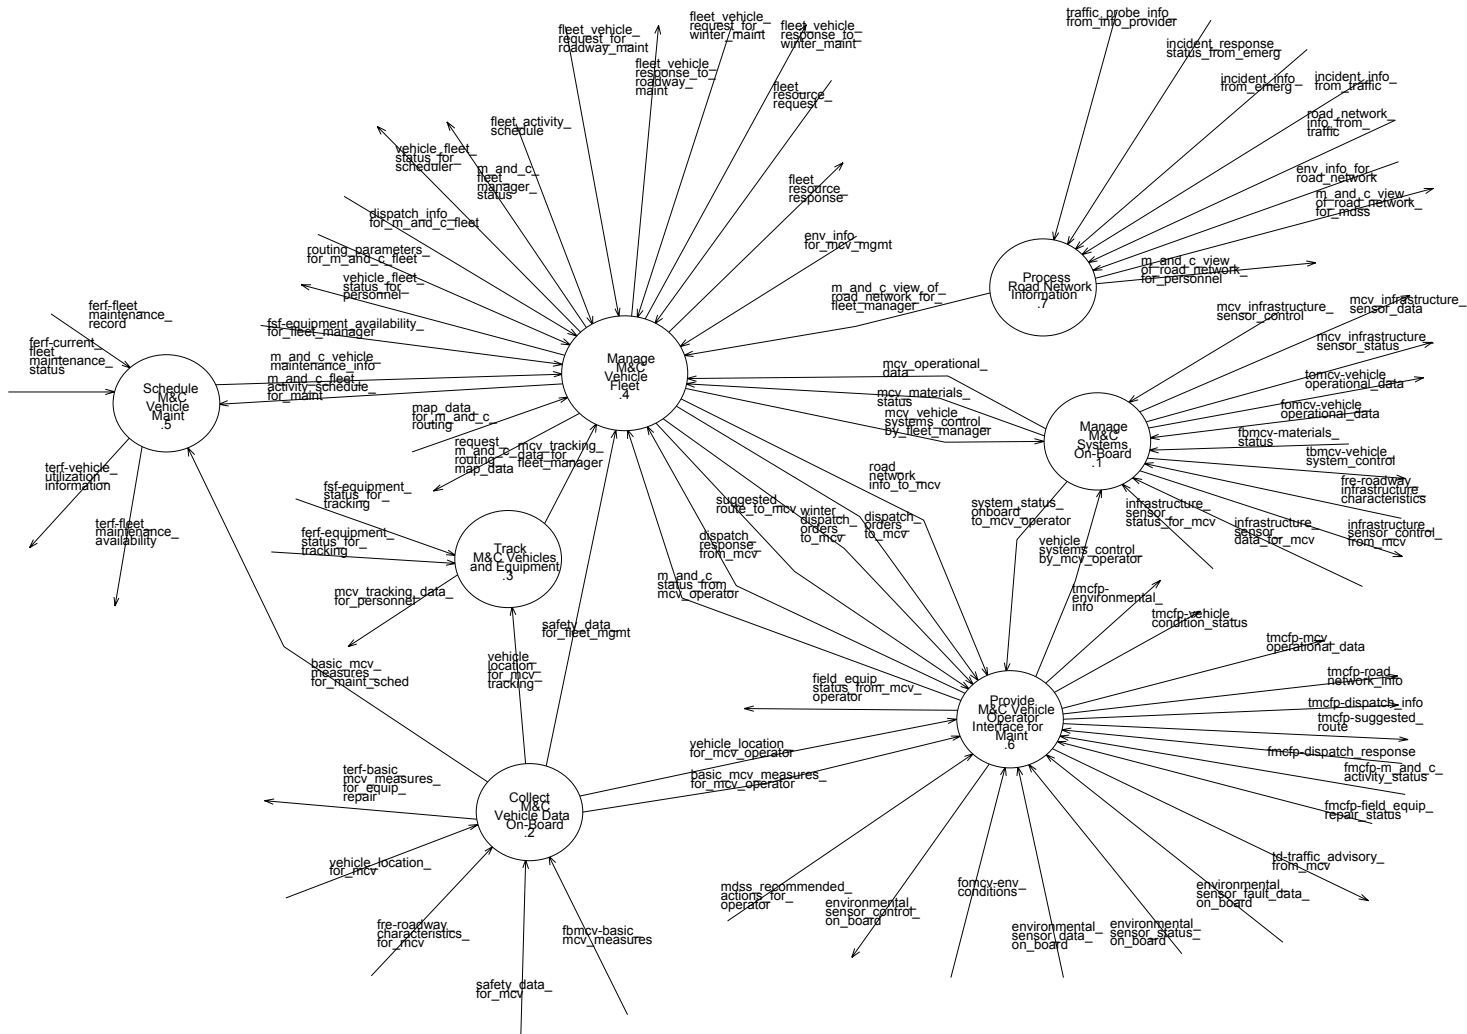 fleet_vehicle_
request_for_
roadway_maint
fleet_vehicle_
response_to_
roadway_
maint
fleet_vehicle_
request_for_
winter_maint
fleet_vehicle_
response_to_
winter_maint
fleet_
resource_
request
traffic_probe_info_
from_info_provider
incident_response_
status_from_emerg
incident_info_
from_emerg
incident_info_
from_traffic
road_network_
info_from_
traffic
env_info_for_
road_network
m_and_c_view_
of_road_network_
for_mdss
m_and_c_view_
of_road_network_
for_personnel
fleet_activity_
schedule
vehicle_fleet_
status_for_
scheduler
m_and_c_
fleet_
manager_
status
fleet_
resource_
response
dispatch_info_
for_m_and_c_fleet
routing_parameters_
for_m_and_c_fleet
vehicle_fleet_
status_for_
personnel
env_info_
for_mcv_mgmt
m_and_c_view_of_
road_network_for_
fleet_manager
Process
Road Network
Information
.7
ferf-fleet_
maintenance_
record
ferf-current_
fleet_
maintenance_
status
fsf-equipment_availability_
for_fleet_manager
m_and_c_vehicle_
maintenance_info
m_and_c_fleet_
activity_schedule_
for_maint
Schedule
M&C
Vehicle
Maint
.5
Manage
M&C
Vehicle
Fleet
.4
mcv_operational_
data
mcv_materials_
status
mcv_vehicle_
systems_control_
by_fleet_manager
mcv_infrastructure_
sensor_control
mcv_infrastructure_
sensor_data
mcv_infrastructure_
sensor_status
tomcv-vehicle_
operational_data
fomcv-vehicle_
operational_data
fbmcv-materials_
status
tbmcv-vehicle_
system_control
fre-roadway_
infrastructure_
characteristics
Manage
M&C
Systems
On-Board
.1
map_data_
for_m_and_c_
routing
request_
m_and_c_
routing_
map_data
mcv_tracking_
data_for_
fleet_manager
terf-vehicle_
utilization_
information
terf-fleet_
maintenance_
availability
fsf-equipment_
status_for_
tracking
ferf-equipment_
status_for_
tracking
Track
M&C Vehicles
and Equipment
.3
mcv_tracking_data_
for_personnel
suggested_
route_to_mcv
dispatch_
response_
from_mcv
winter_
dispatch_
orders_
to_mcv
dispatch_
orders_
to_mcv
road_
network_
info_to_mcv
m_and_c_
status_from_
mcv_operator
system_status_
onboard_
to_mcv_operator
vehicle_
systems_control_
by_mcv_operator
infrastructure_
sensor_
status_for_mcv
infrastructure_
sensor_
data_for_mcv
infrastructure_
sensor_control_
from_mcv
tmcfp-
environmental_
info
tmcfp-vehicle_
condition_status
tmcfp-mcv_
operational_data
tmcfp-road_
network_info
tmcfp-dispatch_info
tmcfp-suggested_
route
fmcfp-dispatch_response
fmcfp-m_and_c_
activity_status
fmcfp-field_equip_
repair_status
safety_data_
for_fleet_mgmt
vehicle_
location_
for_mcv_
tracking
basic_mcv_
measures_
for_maint_sched
field_equip_
status_from_mcv_
operator
Provide
M&C Vehicle
Operator
Interface for
Maint
.6
vehicle_location_
for_mcv_operator
basic_mcv_measures_
for_mcv_operator
terf-basic_
mcv_measures_
for_equip_
repair
Collect
M&C
Vehicle Data
On-Board
.2
vehicle_location_
for_mcv
fre-roadway_
characteristics_
for_mcv
safety_data_
for_mcv
fbmcv-basic_
mcv_measures
mdss_recommended_
actions_for_
operator
environmental_
sensor_control_
on_board
fomcv-env_
conditions
environmental_
sensor_data_
on_board
environmental_
sensor_status_
on_board
environmental_
sensor_fault_data_
on_board
td-traffic_advisory_
from_mcv